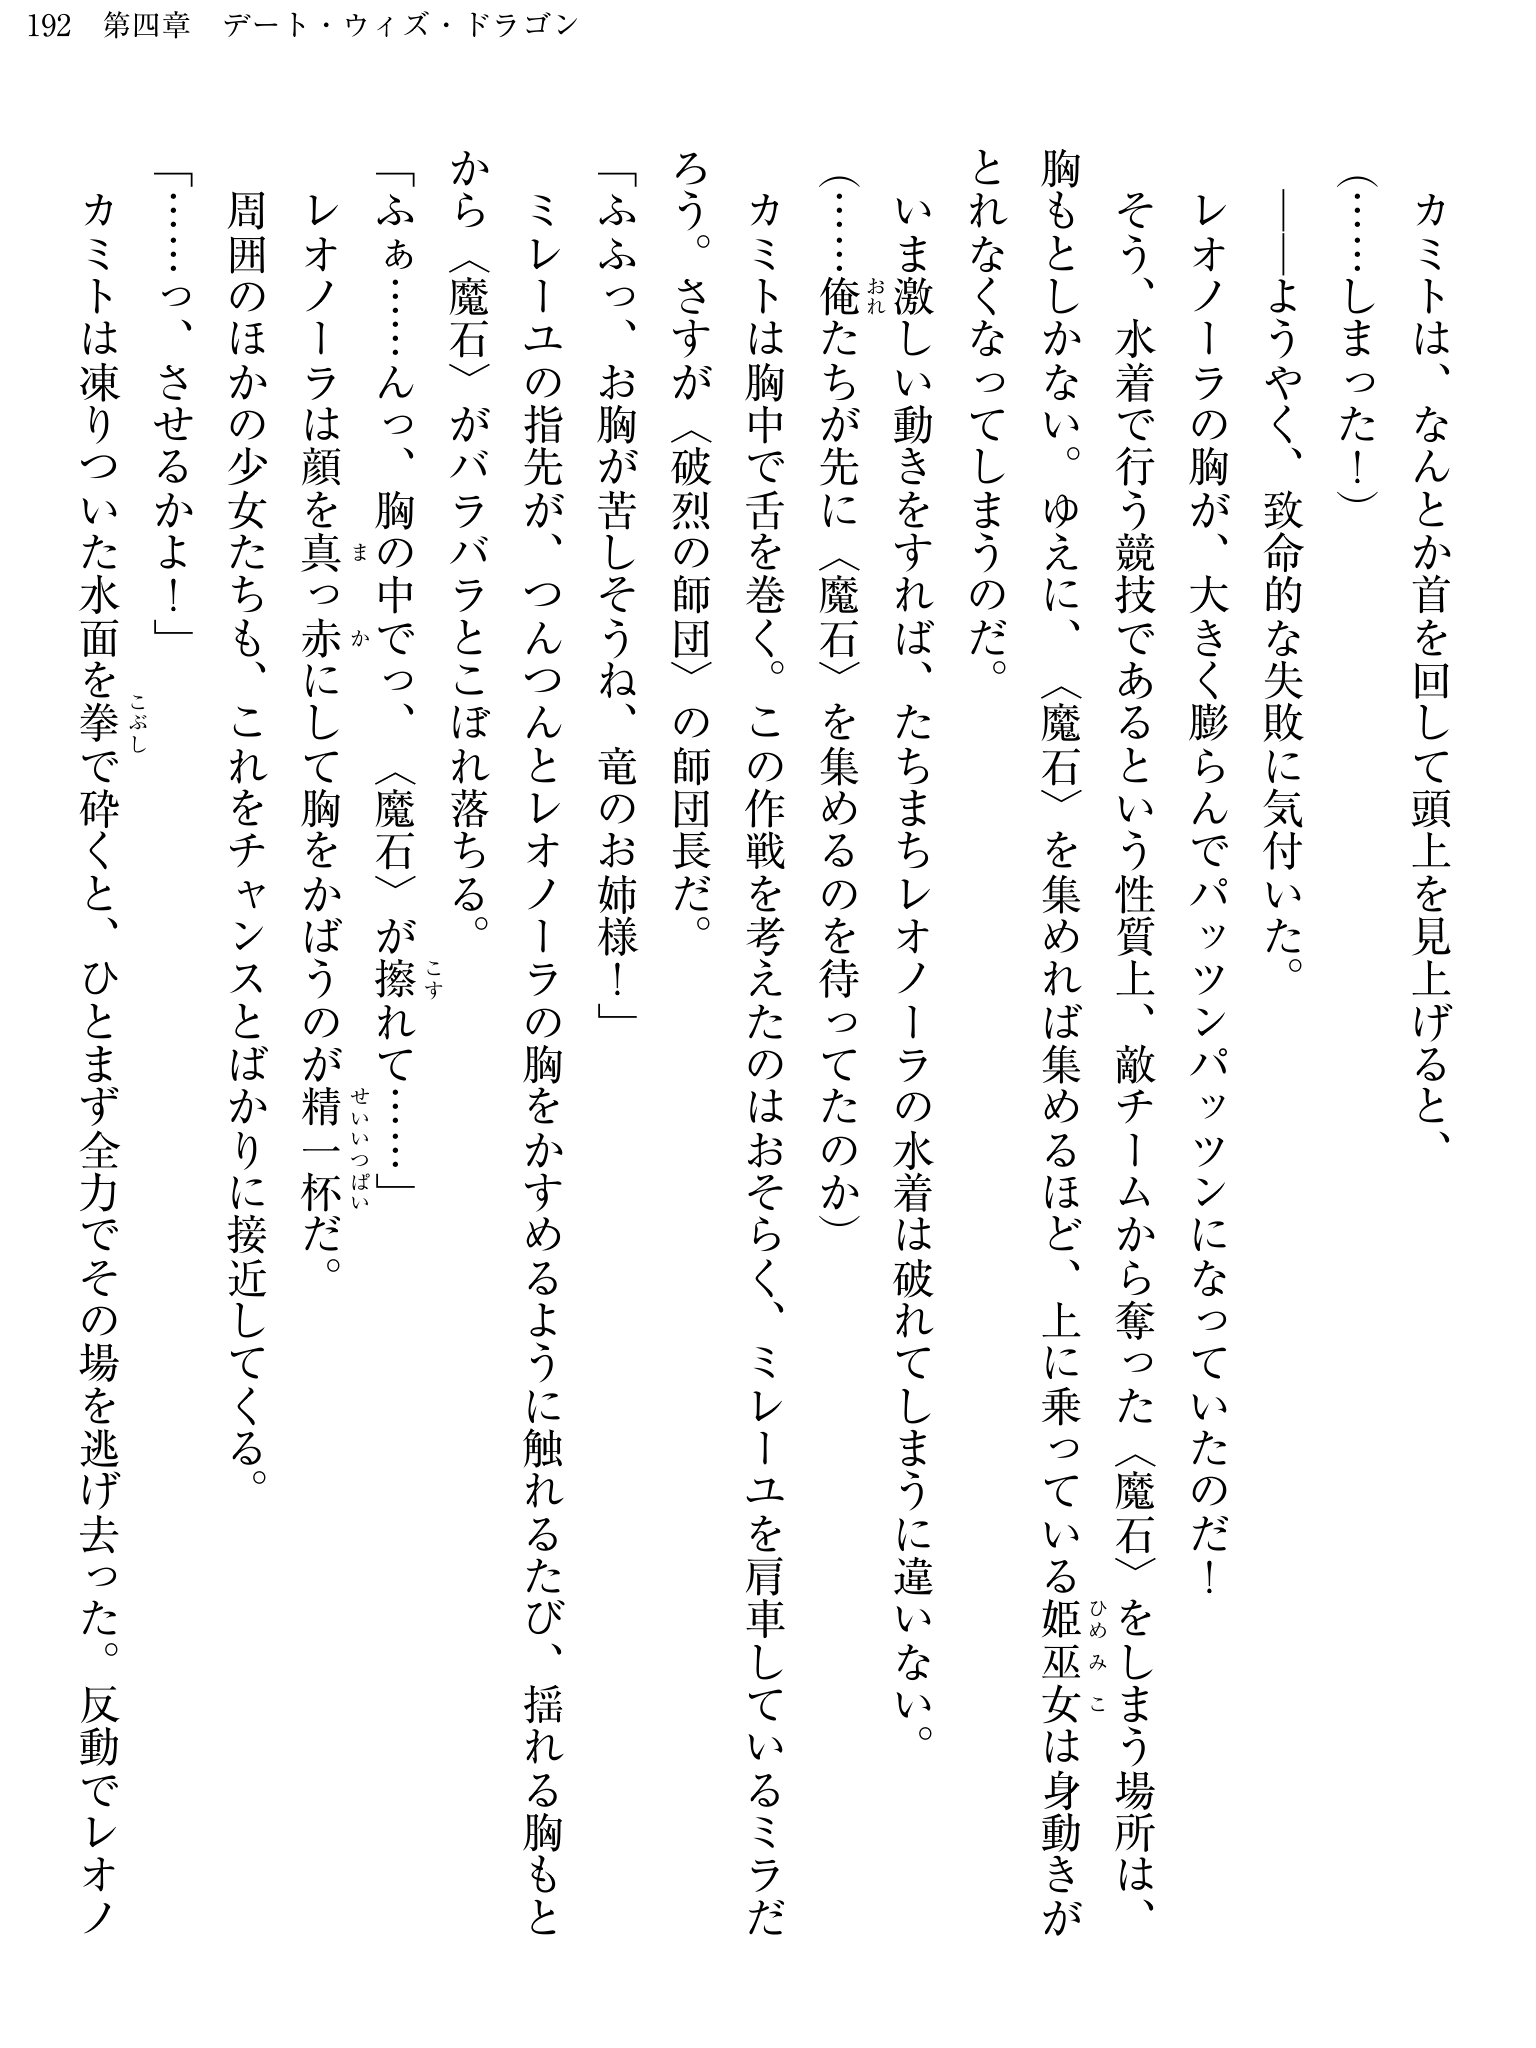 192　第四章　デート・ウィズ・ドラゴン
　カミトは、なんとか首を回して頭上を見上げると、
（……しまった！）
　――ようやく、致命的な失敗に気付いた。
　レオノーラの胸が、大きく膨らんでパッツンパッツンになっていたのだ！
　そう、水着で行う競技であるという性質上、敵チームから奪った〈魔石〉をしまう場所は、
胸もとしかない。ゆえに、〈魔石〉を集めれば集めるほど、上に乗っている姫巫女は身動きが
とれなくなってしまうのだ。
　いま激しい動きをすれば、たちまちレオノーラの水着は破れてしまうに違いない。
（……俺たちが先に〈魔石〉を集めるのを待ってたのか）
　カミトは胸中で舌を巻く。この作戦を考えたのはおそらく、ミレーユを肩車しているミラだ
ろう。さすが〈破烈の師団〉の師団長だ。
「ふふっ、お胸が苦しそうね、竜のお姉様！」
　ミレーユの指先が、つんつんとレオノーラの胸をかすめるように触れるたび、揺れる胸もと
から〈魔石〉がバラバラとこぼれ落ちる。
「ふぁ……んっ、胸の中でっ、〈魔石〉が擦れて……」
　レオノーラは顔を真っ赤にして胸をかばうのが精一杯だ。
　周囲のほかの少女たちも、これをチャンスとばかりに接近してくる。
「……っ、させるかよ！」
　カミトは凍りついた水面を拳で砕くと、ひとまず全力でその場を逃げ去った。反動でレオノ